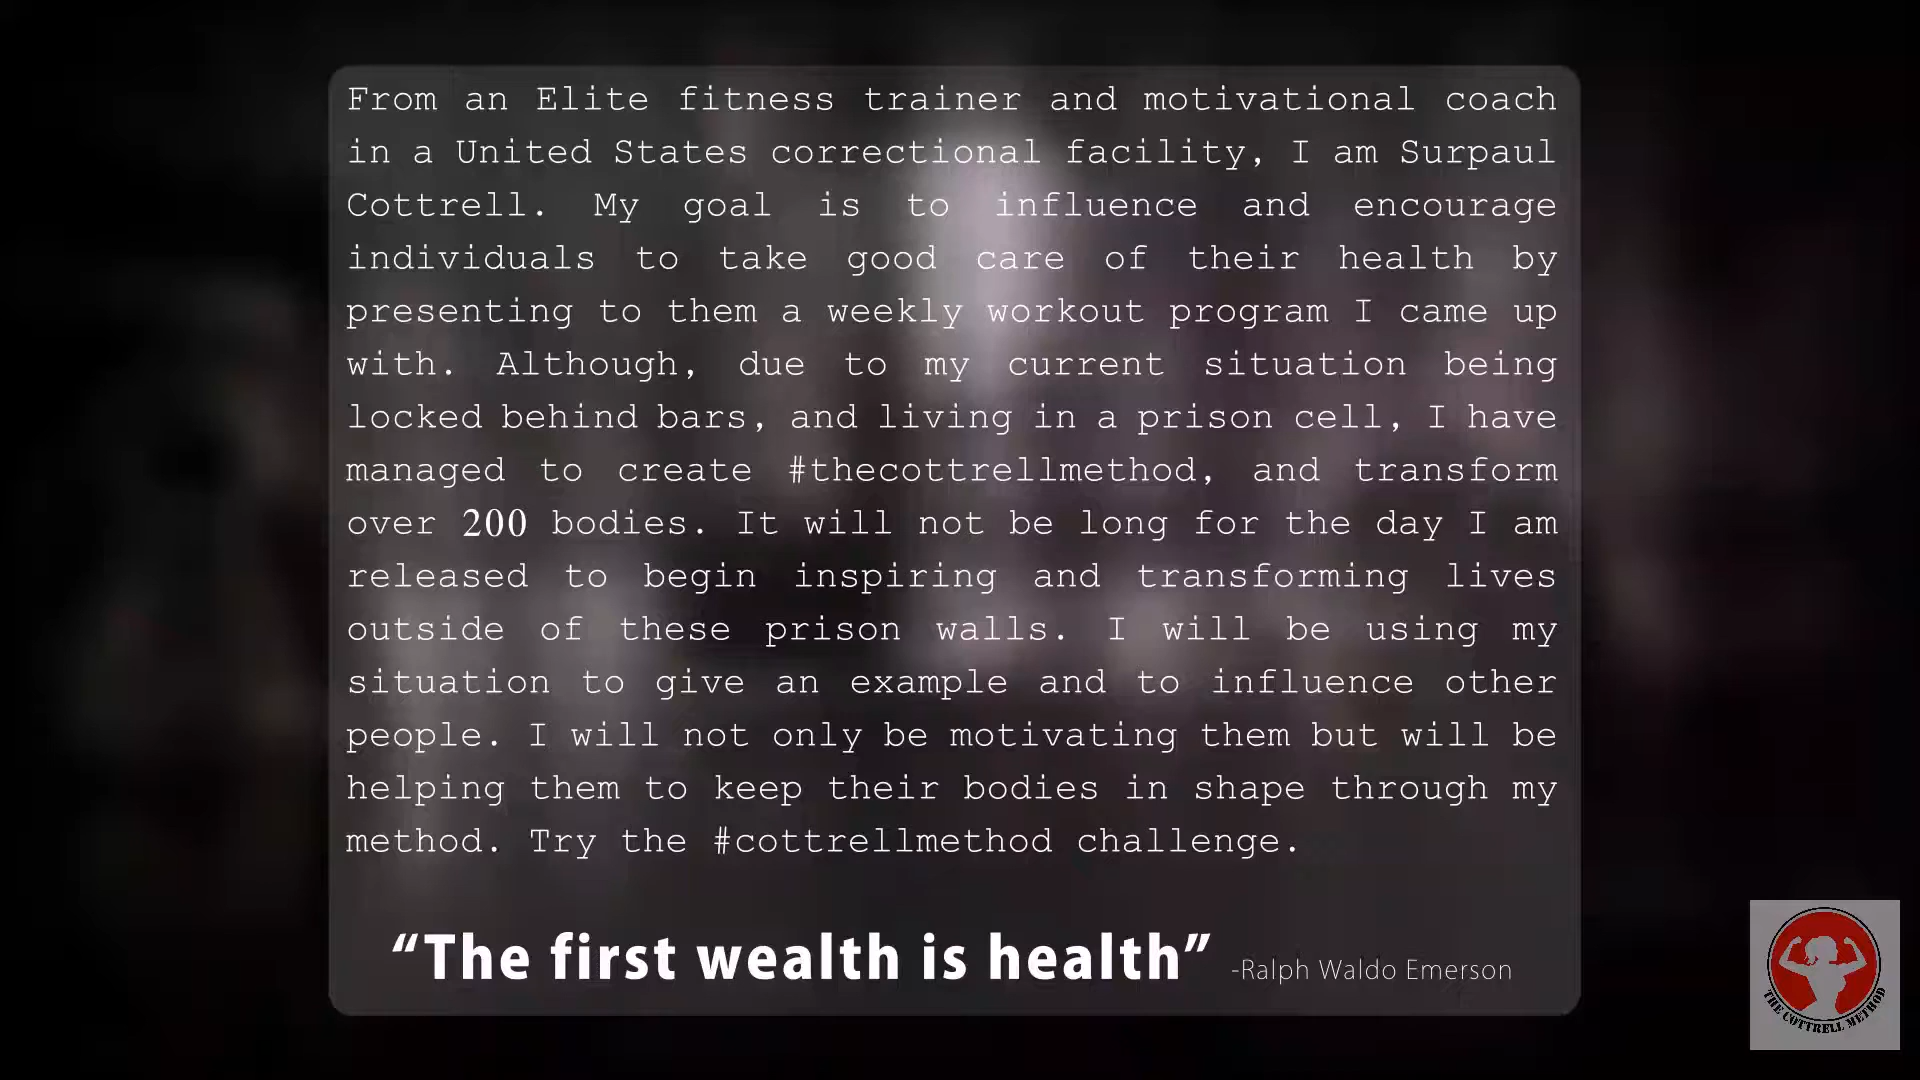 From an Elite fitness trainer and motivational coach
in a United States correctional facility, I am Surpaul
Cottrell. My goal is to influence and encourage
individuals to take good care of their health by
presenting to them a weekly workout program I came up
with. Although, due to my current situation being
locked behind bars, and living in a prison cell, I have
managed to create #thecottrellmethod, and transform
over 200 bodies. It will not be long for the day I am
released to begin inspiring and transforming lives
outside of these prison walls. I will be using my
situation to give an example and to influence other
people. I will not only be motivating them but will be
helping them to keep their bodies in shape through my
method. Try the #cottrellmethod challenge.
“The first wealth is health” -Ralph Waldo Emerson
THE COTTRELL METHOD